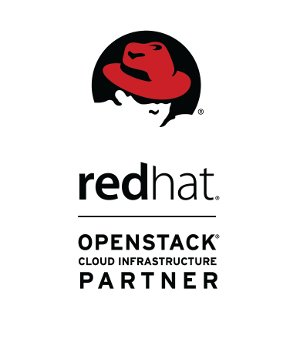 ®
redhat®
OPENSTACK®
CLOUD INFRASTRUCTURE
PARTNER